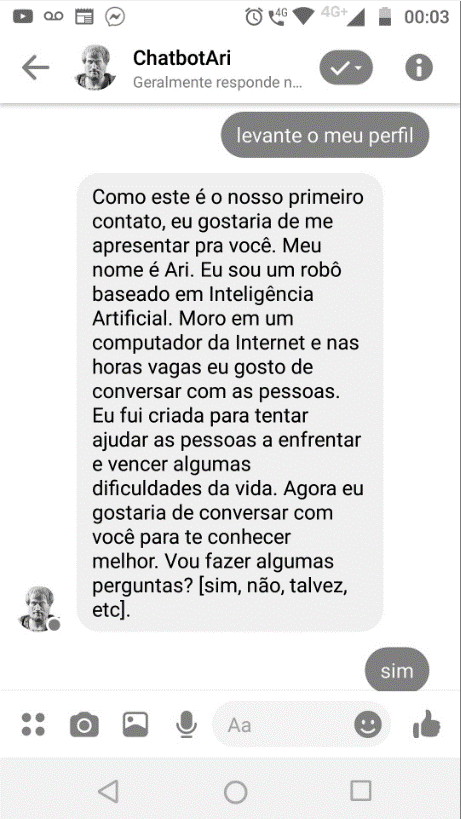 4G 4G+ 00:03
ChatbotAri
Geralmente responde n...
levante o meu perfil
Como este é o nosso primeiro
contato, eu gostaria de me
apresentar pra você. Meu
nome é Ari. Eu sou um robô
baseado em Inteligência
Artificial. Moro em um
computador da Internet e nas
horas vagas eu gosto de
conversar com as pessoas.
Eu fui criada para tentar
ajudar as pessoas a enfrentar
e vencer algumas
dificuldades da vida. Agora eu
gostaria de conversar com
você para te conhecer
melhor. Vou fazer algumas
perguntas? [sim, não, talvez,
etc].
sim
Aa